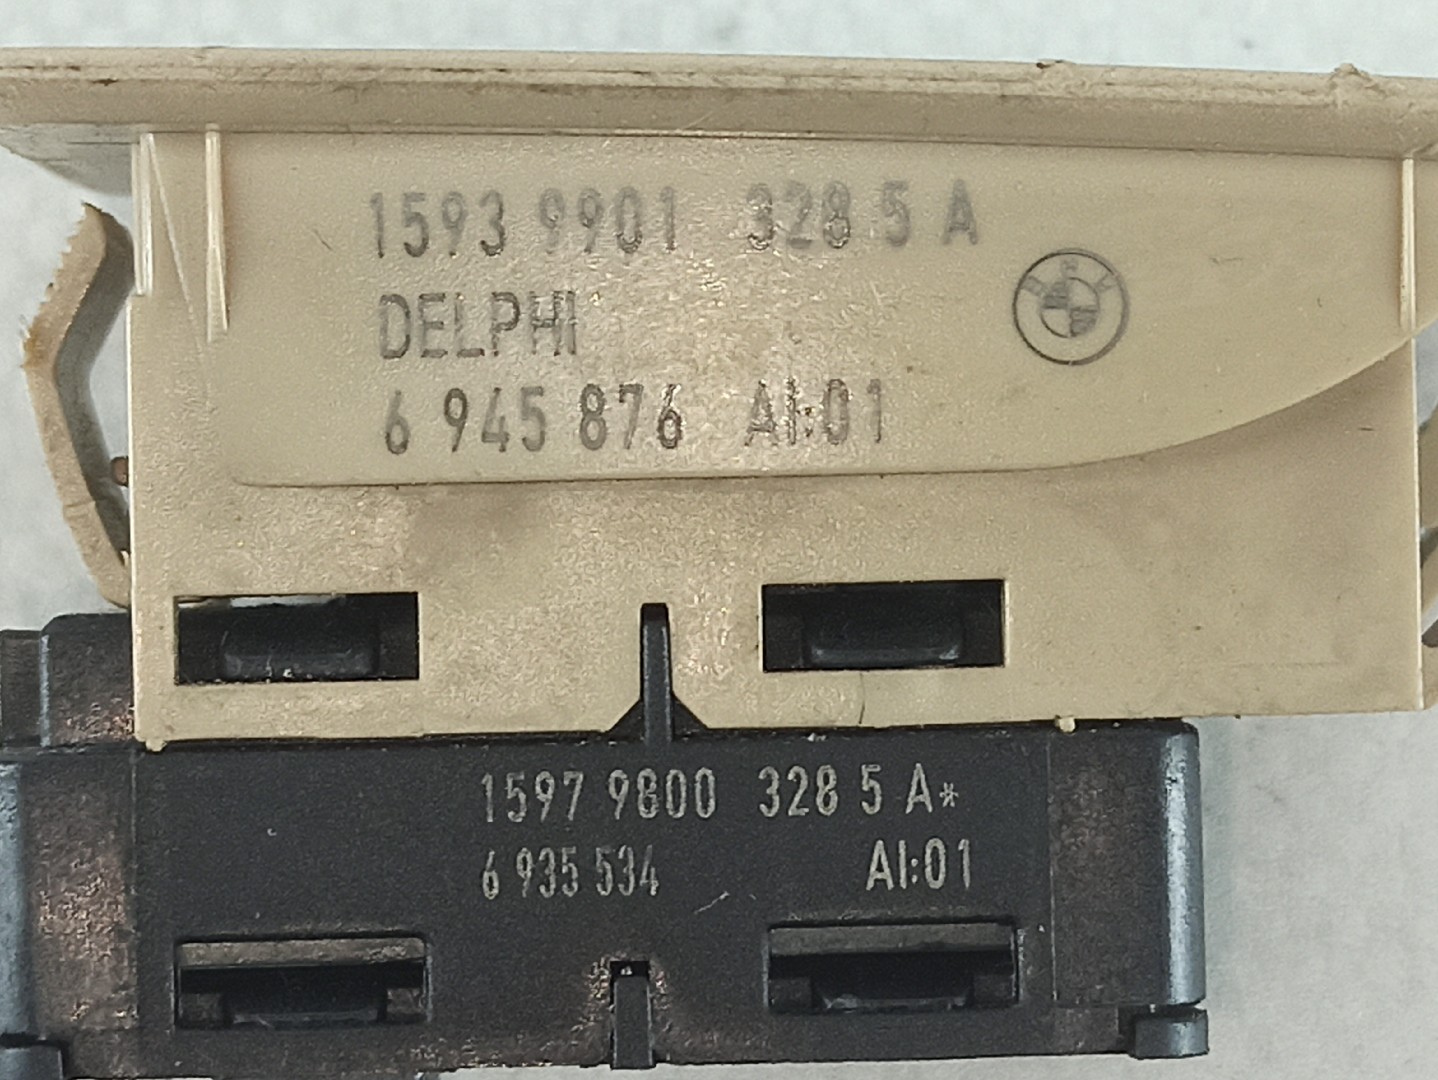 1593 9901 328 5 A
DELPHI
6 945 876 AI:01
BMW
1597 9800 328 5 A*
6 935 534 AI:01